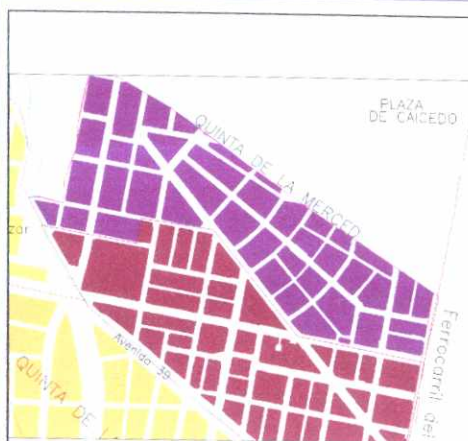 PLAZA
DE CAICEDO
QUINTA DE LA MERCED
zar
Avenida 39
Ferrocarril del
QUINTA DE L